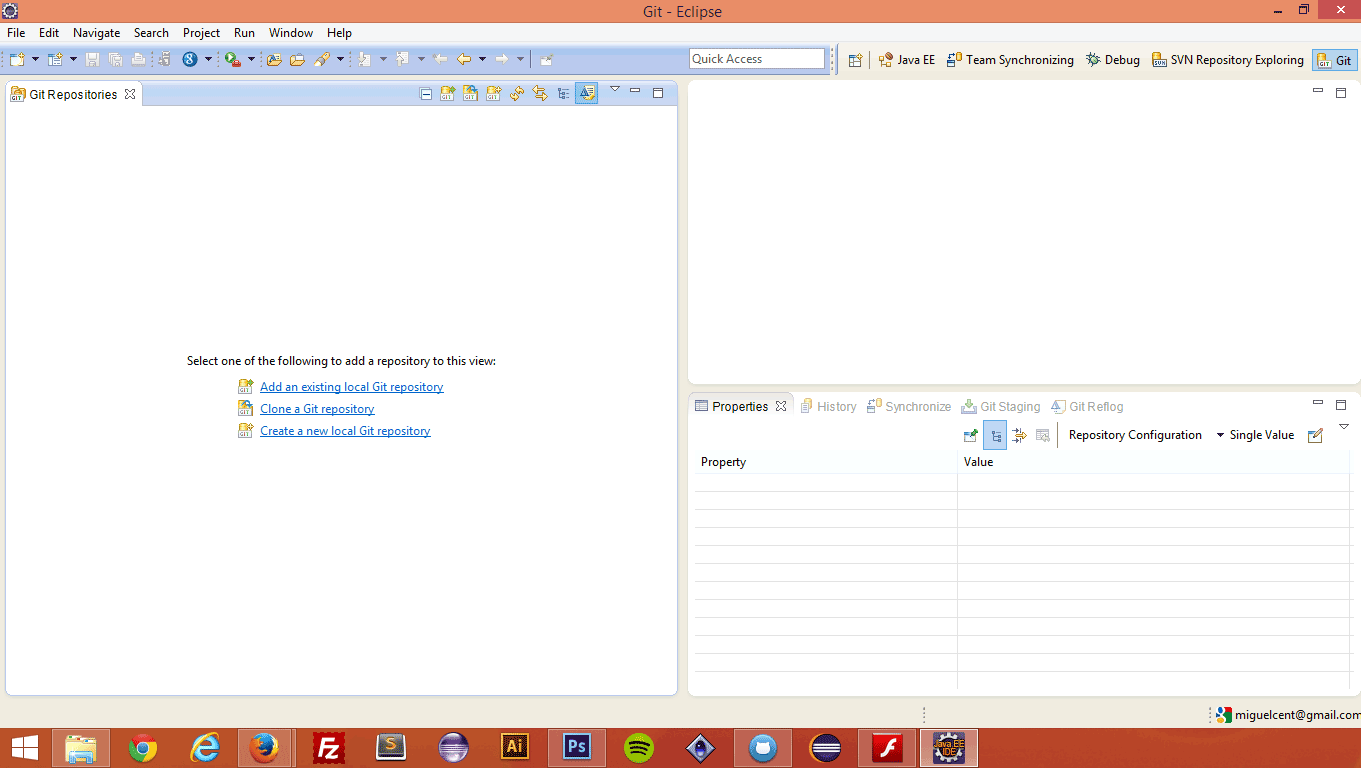 Git - Eclipse
File Edit Navigate Search Project Run Window Help
Quick Access
Java EE Team Synchronizing Debug SVN Repository Exploring Git
Git Repositories
Select one of the following to add a repository to this view:
Add an existing local Git repository
Clone a Git repository
Create a new local Git repository
Properties History Synchronize Git Staging Git Reflog
Repository Configuration Single Value
Property Value
miguelcent@gmail.com
Fz S Ai Ps Java EE
IDE